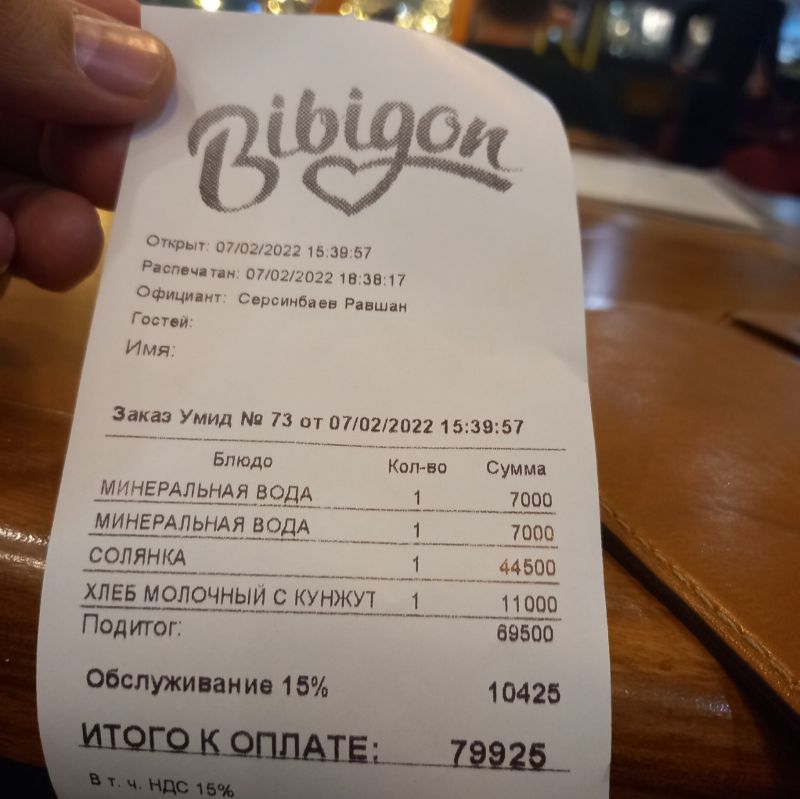 Bibigon
Открыт: 07/02/2022 15:39:57
Распечатан: 07/02/2022 18:38:17
Официант: Серсинбаев Равшан
Гостей:
Имя:
Заказ Умид № 73 от 07/02/2022 15:39:57
Блюдо Кол-во Сумма
МИНЕРАЛЬНАЯ ВОДА 1 7000
МИНЕРАЛЬНАЯ ВОДА 1 7000
СОЛЯНКА 1 44500
ХЛЕБ МОЛОЧНЫЙ С КУНЖУТ 1 11000
Подитог: 69500
Обслуживание 15% 10425
ИТОГО К ОПЛАТЕ: 79925
В т. ч. НДС 15%